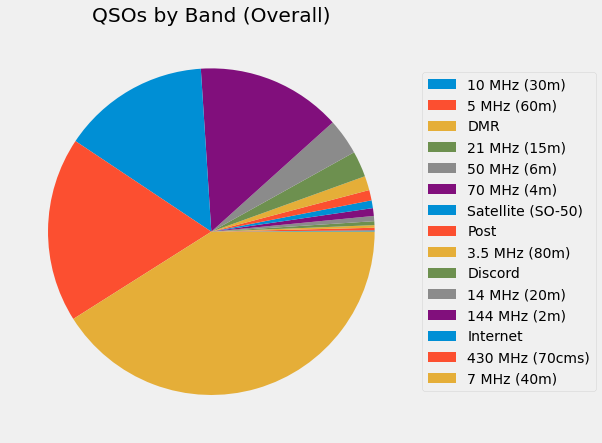 QSOs by Band (Overall)
10 MHz (30m)
5 MHz (60m)
DMR
21 MHz (15m)
50 MHz (6m)
70 MHz (4m)
Satellite (SO-50)
Post
3.5 MHz (80m)
Discord
14 MHz (20m)
144 MHz (2m)
Internet
430 MHz (70cms)
7 MHz (40m)